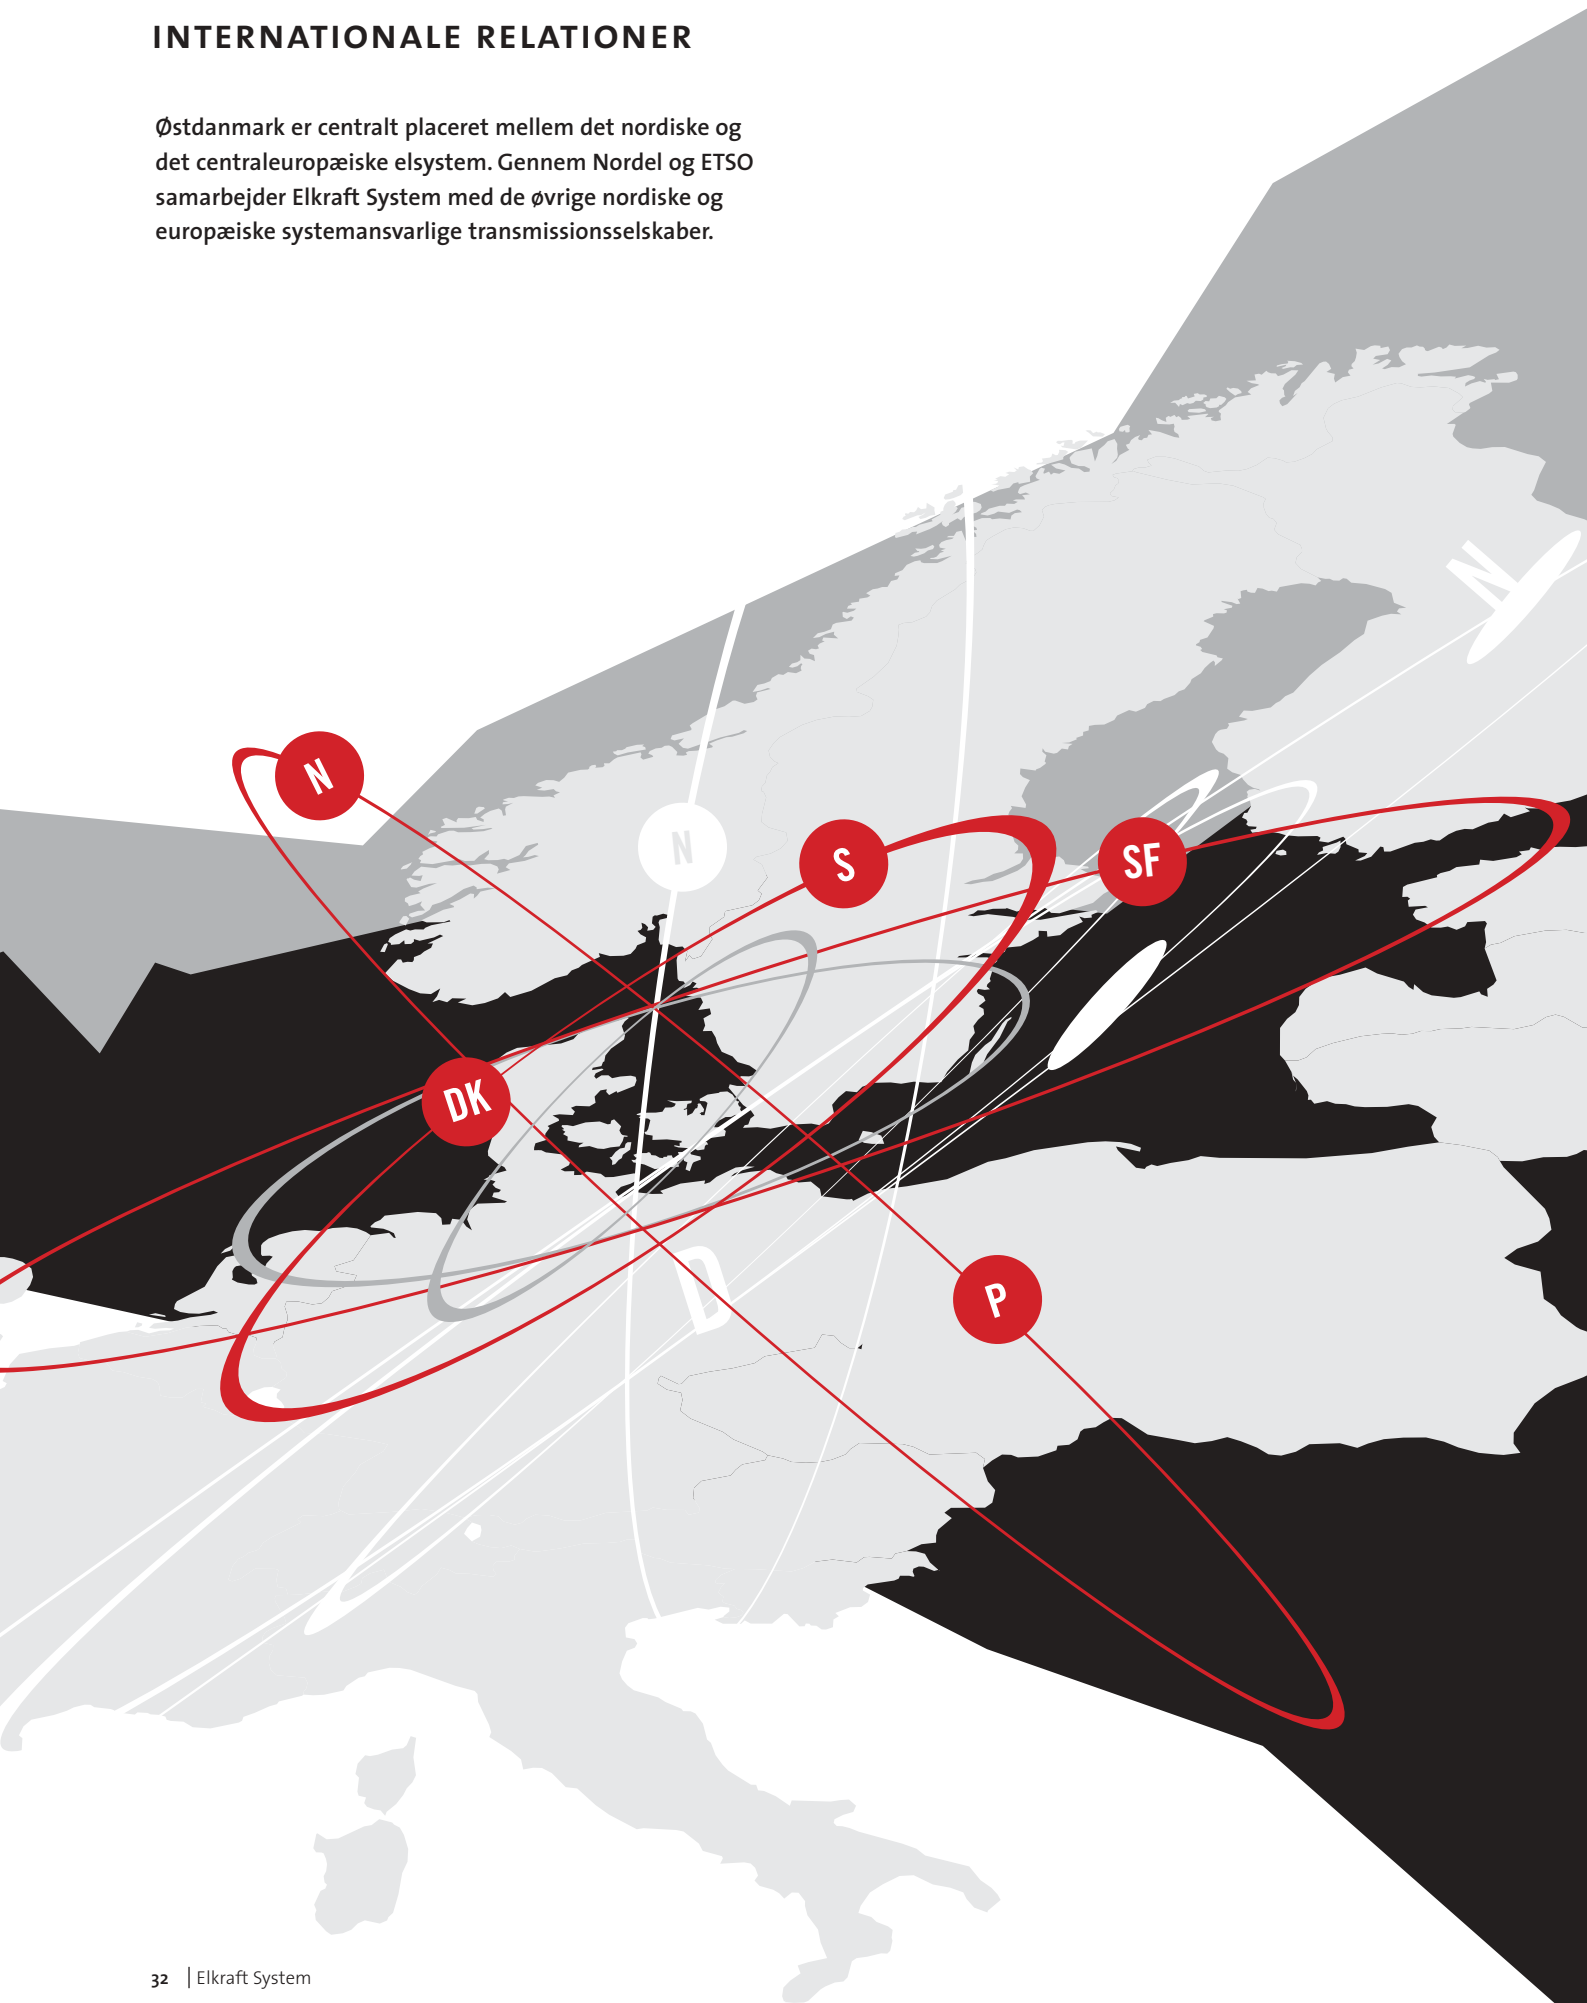 INTERNATIONALE RELATIONER
Østdanmark er centralt placeret mellem det nordiske og
det centraleuropæiske elsystem. Gennem Nordel og ETSO
samarbejder Elkraft System med de øvrige nordiske og
europæiske systemansvarlige transmissionsselskaber.
N
N
N
S
SF
DK
D
P
32 | Elkraft System